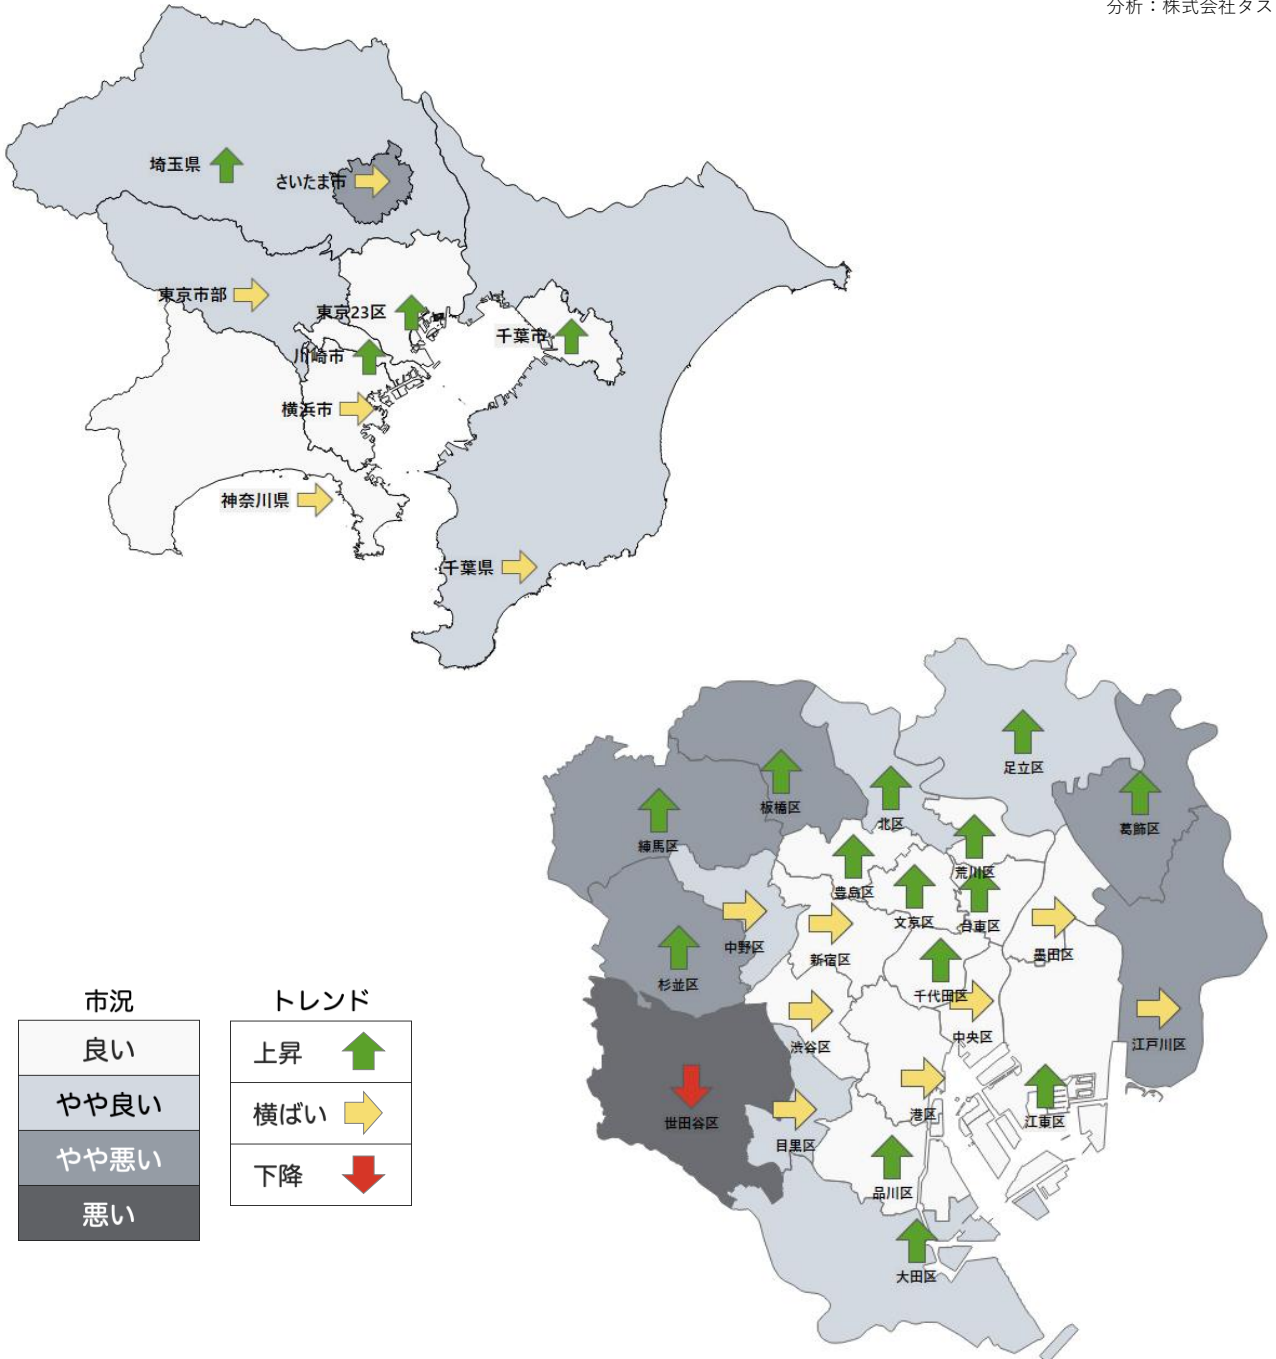 分析：株式会社タス
埼玉県
さいたま市
東京市部
東京23区
千葉市
川崎市
横浜市
神奈川県
千葉県
足立区
板橋区
北区
葛飾区
練馬区
荒川区
豊島区
文京区
台東区
中野区
新宿区
墨田区
杉並区
千代田区
中央区
渋谷区
江戸川区
港区
江東区
世田谷区
目黒区
品川区
大田区
市況
良い
やや良い
やや悪い
悪い
トレンド
上昇
横ばい
下降